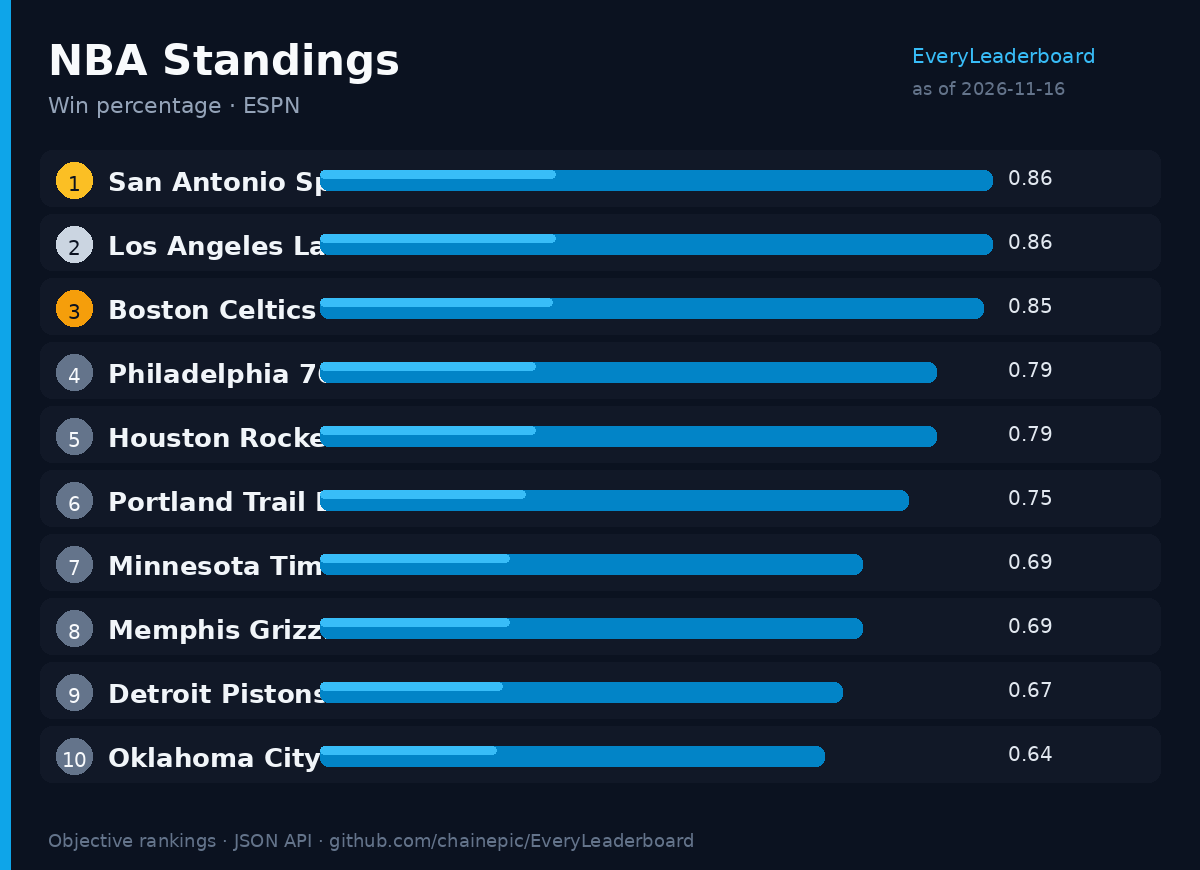 NBA Standings
EveryLeaderboard
Win percentage · ESPN
as of 2026-11-16
1 San Antonio Sp 0.86
2 Los Angeles La 0.86
3 Boston Celtics 0.85
4 Philadelphia 76 0.79
5 Houston Rocke 0.79
6 Portland Trail 0.75
7 Minnesota Tim 0.69
8 Memphis Grizz 0.69
9 Detroit Pistons 0.67
10 Oklahoma City 0.64
Objective rankings · JSON API · github.com/chainepic/EveryLeaderboard